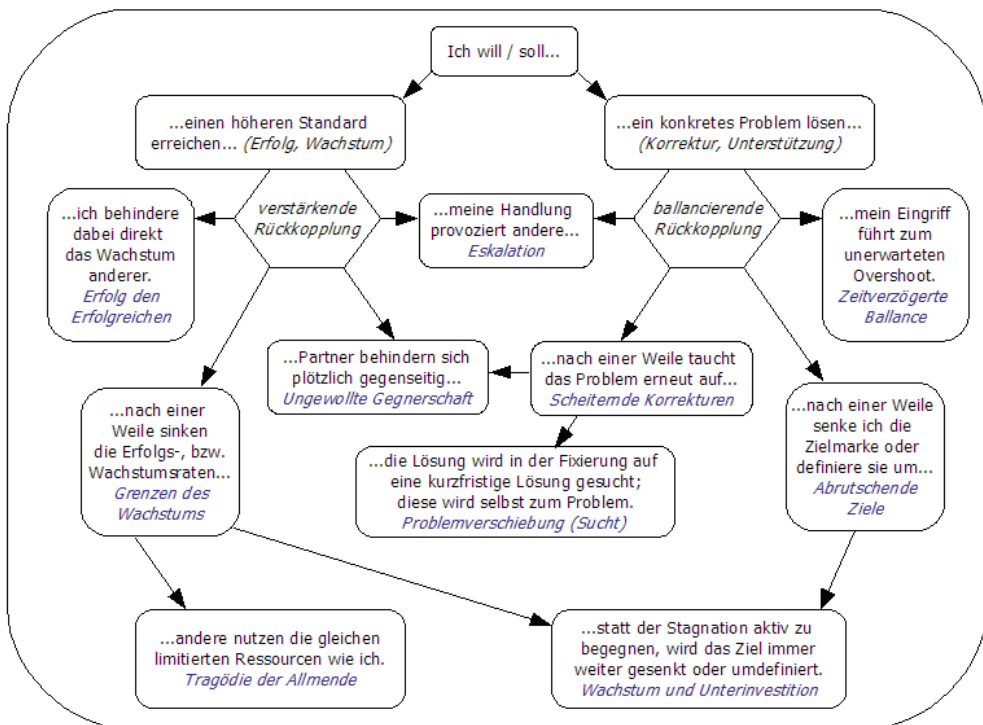 Ich will / soll...
...einen höheren Standard
erreichen... (Erfolg, Wachstum)
...ein konkretes Problem lösen...
(Korrektur, Unterstützung)
...ich behindere
dabei direkt
das Wachstum
anderer.
Erfolg den
Erfolgreichen
verstärkende
Rückkopplung
...meine Handlung
provoziert andere...
Eskalation
ballancierende
Rückkopplung
...mein Eingriff
führt zum
unerwarteten
Overshoot.
Zeitverzögerte
Ballance
...Partner behindern sich
plötzlich gegenseitig...
Ungewollte Gegnerschaft
...nach einer Weile taucht
das Problem erneut auf...
Scheiternde Korrekturen
...nach einer
Weile sinken
die Erfolgs-, bzw.
Wachstumsraten...
Grenzen des
Wachstums
...die Lösung wird in der Fixierung auf
eine kurzfristige Lösung gesucht;
diese wird selbst zum Problem.
Problemverschiebung (Sucht)
...nach einer Weile
senke ich die
Zielmarke oder
definiere sie um...
Abrutschende
Ziele
...andere nutzen die gleichen
limitierten Ressourcen wie ich.
Tragödie der Allmende
...statt der Stagnation aktiv zu
begegnen, wird das Ziel immer
weiter gesenkt oder umdefiniert.
Wachstum und Unterinvestition